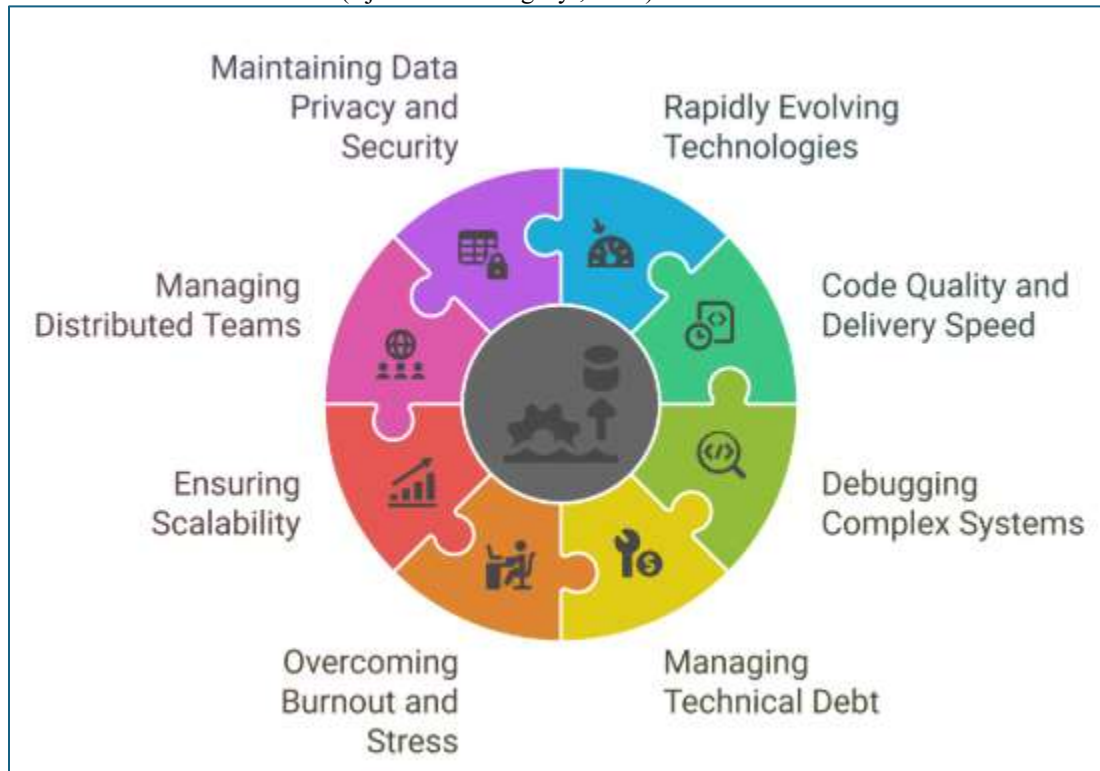 Maintaining Data
Privacy and
Security
Rapidly Evolving
Technologies
Managing
Distributed Teams
Code Quality and
Delivery Speed
Ensuring
Scalability
Debugging
Complex Systems
Overcoming
Burnout and
Stress
Managing
Technical Debt